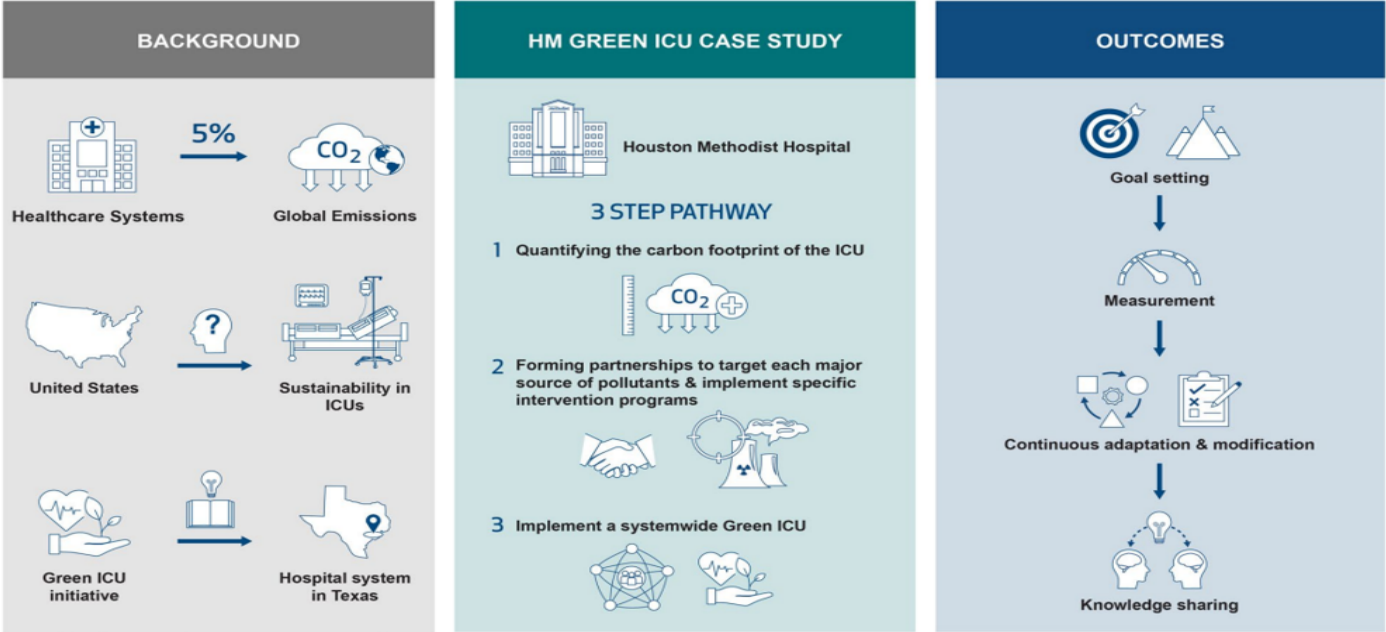 BACKGROUND
5%
CO2
Healthcare Systems
Global Emissions
?
United States
Sustainability in
ICUs
Green ICU
initiative
Hospital system
in Texas
HM GREEN ICU CASE STUDY
Houston Methodist Hospital
3 STEP PATHWAY
1 Quantifying the carbon footprint of the ICU
CO2
2 Forming partnerships to target each major
source of pollutants & implement specific
intervention programs
3 Implement a systemwide Green ICU
OUTCOMES
Goal setting
Measurement
Continuous adaptation & modification
Knowledge sharing